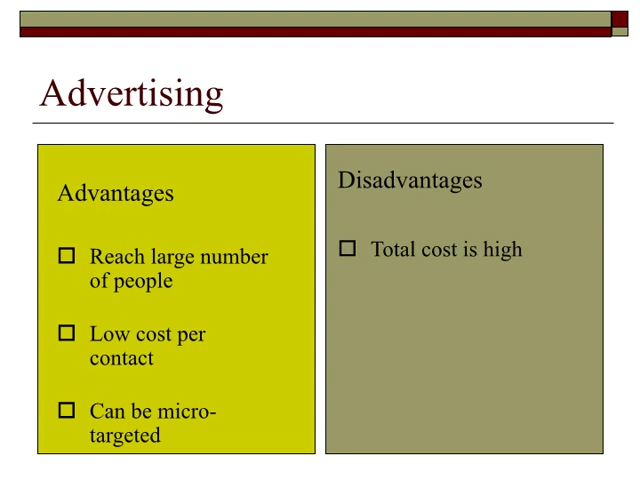 Advertising
Advantages
Reach large number
of people
Low cost per
contact
Can be micro-
targeted
Disadvantages
Total cost is high